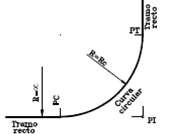 Tramo
recto
PT
R=Rc
Curva
circular
R=∞
PC
PI
Tramo
recto